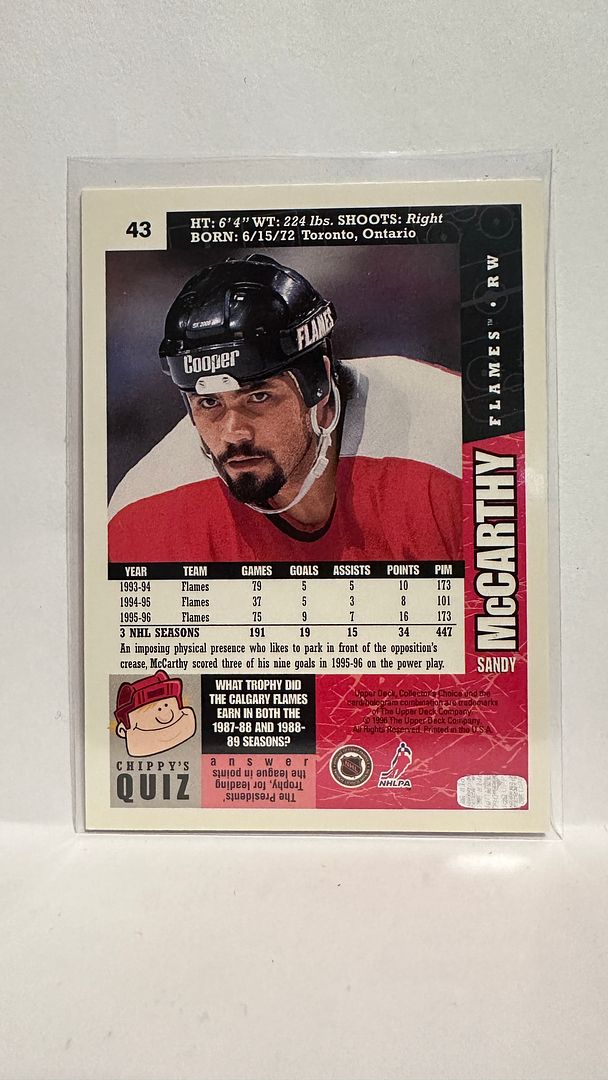 43
HT: 6'4" WT: 224 lbs. SHOOTS: Right
BORN: 6/15/72 Toronto, Ontario
FLAMES™ • RW
FLAMES
Cooper
McCARTHY
SANDY
YEAR TEAM GAMES GOALS ASSISTS POINTS PIM
1993-94 Flames 79 5 5 10 173
1994-95 Flames 37 5 3 8 101
1995-96 Flames 75 9 7 16 173
3 NHL SEASONS 191 19 15 34 447
An imposing physical presence who likes to park in front of the opposition's
crease, McCarthy scored three of his nine goals in 1995-96 on the power play.
CHIPPY'S
QUIZ
WHAT TROPHY DID
THE CALGARY FLAMES
EARN IN BOTH THE
1987-88 AND 1988-
89 SEASONS?
answer
The Presidents'
Trophy, for leading
the league in points
Upper Deck, Collector's Choice and the
card/hologram combination are trademarks
of The Upper Deck Company.
© 1996 The Upper Deck Company.
All Rights Reserved. Printed in the U.S.A.
NHLPA